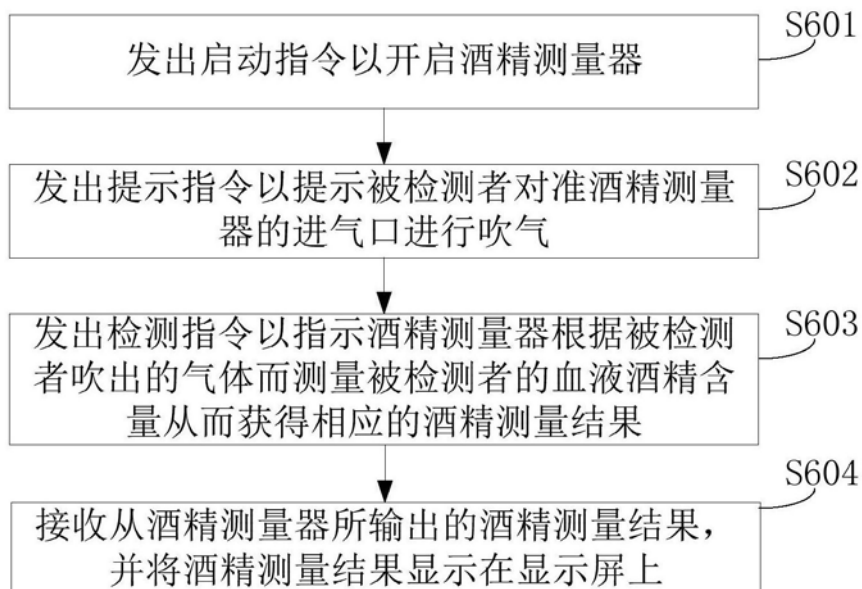 S601
发出启动指令以开启酒精测量器
S602
发出提示指令以提示被检测者对准酒精测量
器的进气口进行吹气
S603
发出检测指令以指示酒精测量器根据被检测
者吹出的气体而测量被检测者的血液酒精含
量从而获得相应的酒精测量结果
S604
接收从酒精测量器所输出的酒精测量结果，
并将酒精测量结果显示在显示屏上